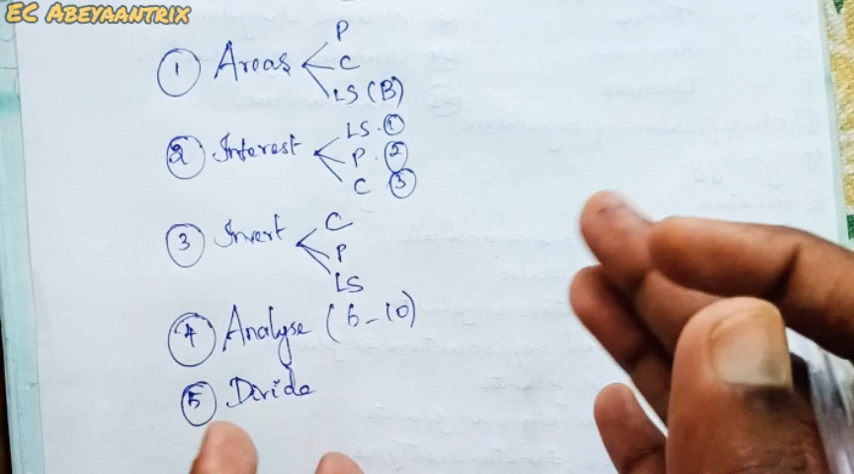 EC ABEYAANTRIX
P
① Areas C
LS (B)
LS. ①
② Interest P. ②
C ③
C
③ Invert P
LS
④ Analyse (6-10)
⑤ Divide